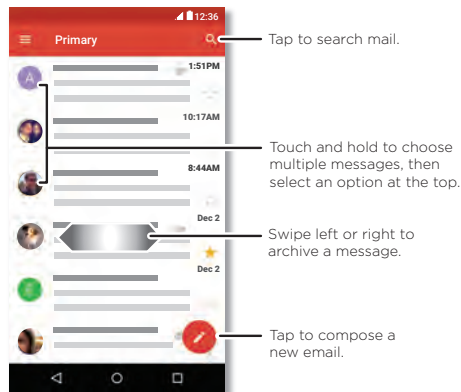 12:36
Primary
Tap to search mail.
A
1:51PM
10:17AM
Touch and hold to choose
multiple messages, then
select an option at the top.
8:44AM
Dec 2
Swipe left or right to
archive a message.
Dec 2
Tap to compose a
new email.